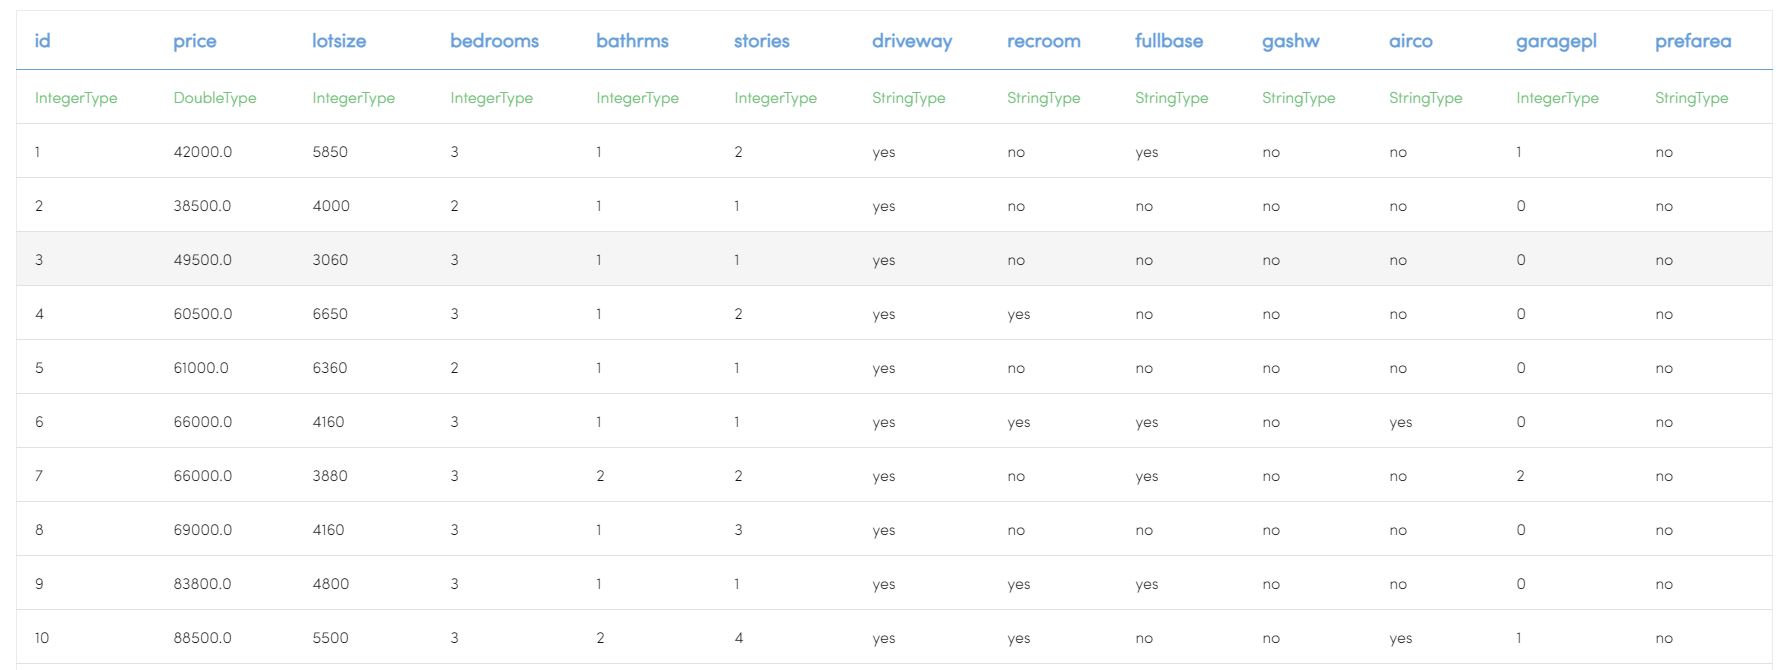 id price lotsize bedrooms bathrms stories driveway recroom fullbase gashw airco garagepl prefarea
IntegerType DoubleType IntegerType IntegerType IntegerType IntegerType StringType StringType StringType StringType StringType IntegerType StringType
1 42000.0 5850 3 1 2 yes no yes no no 1 no
2 38500.0 4000 2 1 1 yes no no no no 0 no
3 49500.0 3060 3 1 1 yes no no no no 0 no
4 60500.0 6650 3 1 2 yes yes no no no 0 no
5 61000.0 6360 2 1 1 yes no no no no 0 no
6 66000.0 4160 3 1 1 yes yes yes no yes 0 no
7 66000.0 3880 3 2 2 yes no yes no no 2 no
8 69000.0 4160 3 1 3 yes no no no no 0 no
9 83800.0 4800 3 1 1 yes yes yes no no 0 no
10 88500.0 5500 3 2 4 yes yes no no yes 1 no